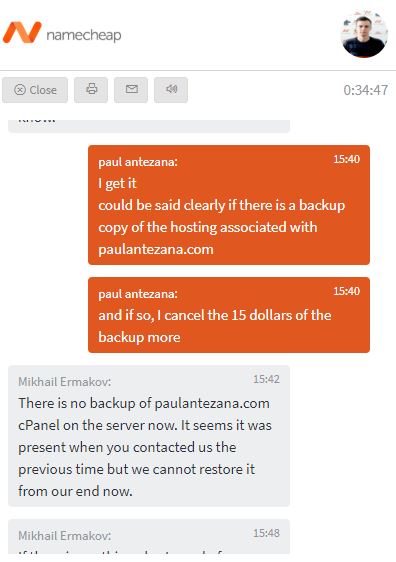 namecheap
Close
0:34:47
know.
paul antezana: 15:40
I get it
could be said clearly if there is a backup
copy of the hosting associated with
paulantezana.com
paul antezana: 15:40
and if so, I cancel the 15 dollars of the
backup more
Mikhail Ermakov: 15:42
There is no backup of paulantezana.com
cPanel on the server now. It seems it was
present when you contacted us the
previous time but we cannot restore it
from our end now.
Mikhail Ermakov: 15:48